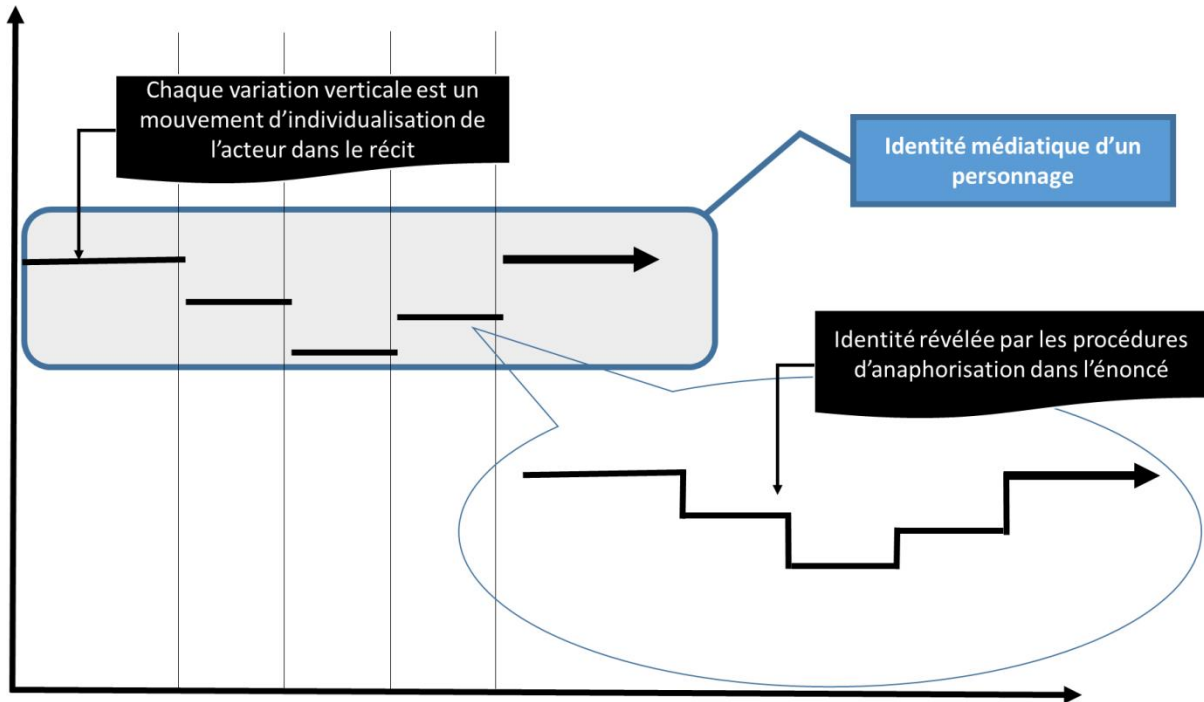 Chaque variation verticale est un
mouvement d'individualisation de
l'acteur dans le récit
Identité médiatique d'un
personnage
Identité révélée par les procédures
d'anaphorisation dans l'énoncé